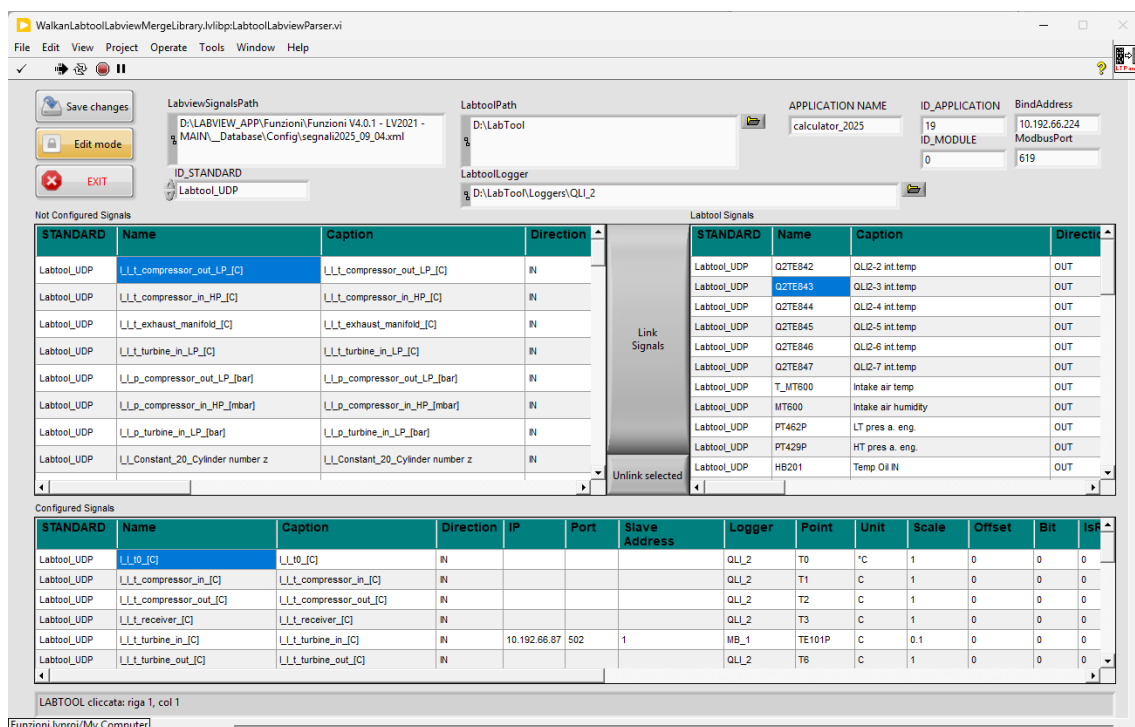 WalkanLabtoolLabviewMergeLibrary.lvlibp:LabtoolLabviewParser.vi
File Edit View Project Operate Tools Window Help
Save changes
Edit mode
EXIT
LabviewSignalsPath
D:\LABVIEW_APP\Funzioni\Funzioni V4.0.1 - LV2021 -
MAIN\__Database\Config\segnali2025_09_04.xml
ID_STANDARD
Labtool_UDP
LabtoolPath
D:\LabTool
LabtoolLogger
D:\LabTool\Loggers\QLI_2
APPLICATION NAME
calculator_2025
ID_APPLICATION
19
ID_MODULE
0
BindAddress
10.192.66.224
ModbusPort
619
Not Configured Signals
STANDARD Name Caption Direction
Labtool_UDP I_I_t_compressor_out_LP_[C] I_I_t_compressor_out_LP_[C] IN
Labtool_UDP I_I_t_compressor_in_HP_[C] I_I_t_compressor_in_HP_[C] IN
Labtool_UDP I_I_t_exhaust_manifold_[C] I_I_t_exhaust_manifold_[C] IN
Labtool_UDP I_I_t_turbine_in_LP_[C] I_I_t_turbine_in_LP_[C] IN
Labtool_UDP I_I_p_compressor_out_LP_[bar] I_I_p_compressor_out_LP_[bar] IN
Labtool_UDP I_I_p_compressor_in_HP_[mbar] I_I_p_compressor_in_HP_[mbar] IN
Labtool_UDP I_I_p_turbine_in_LP_[bar] I_I_p_turbine_in_LP_[bar] IN
Labtool_UDP I_I_Constant_20_Cylinder number z I_I_Constant_20_Cylinder number z IN
Link
Signals
Unlink selected
Labtool Signals
STANDARD Name Caption Directic
Labtool_UDP Q2TE842 QLI2-2 int.temp OUT
Labtool_UDP Q2TE843 QLI2-3 int.temp OUT
Labtool_UDP Q2TE844 QLI2-4 int.temp OUT
Labtool_UDP Q2TE845 QLI2-5 int.temp OUT
Labtool_UDP Q2TE846 QLI2-6 int.temp OUT
Labtool_UDP Q2TE847 QLI2-7 int.temp OUT
Labtool_UDP T_MT600 Intake air temp OUT
Labtool_UDP MT600 Intake air humidity OUT
Labtool_UDP PT462P LT pres a. eng. OUT
Labtool_UDP PT429P HT pres a. eng. OUT
Labtool_UDP HB201 Temp Oil IN OUT
Configured Signals
STANDARD Name Caption Direction IP Port Slave Address Logger Point Unit Scale Offset Bit IsR
Labtool_UDP I_I_t0_[C] I_I_t0_[C] IN QLI_2 T0 °C 1 0 0 0
Labtool_UDP I_I_t_compressor_in_[C] I_I_t_compressor_in_[C] IN QLI_2 T1 C 1 0 0 0
Labtool_UDP I_I_t_compressor_out_[C] I_I_t_compressor_out_[C] IN QLI_2 T2 C 1 0 0 0
Labtool_UDP I_I_t_receiver_[C] I_I_t_receiver_[C] IN QLI_2 T3 C 1 0 0 0
Labtool_UDP I_I_t_turbine_in_[C] I_I_t_turbine_in_[C] IN 10.192.66.87 502 1 MB_1 TE101P C 0.1 0 0 0
Labtool_UDP I_I_t_turbine_out_[C] I_I_t_turbine_out_[C] IN QLI_2 T6 C 1 0 0 0
LABTOOL cliccata: riga 1, col 1
Funzioni.lvproj/My Computer